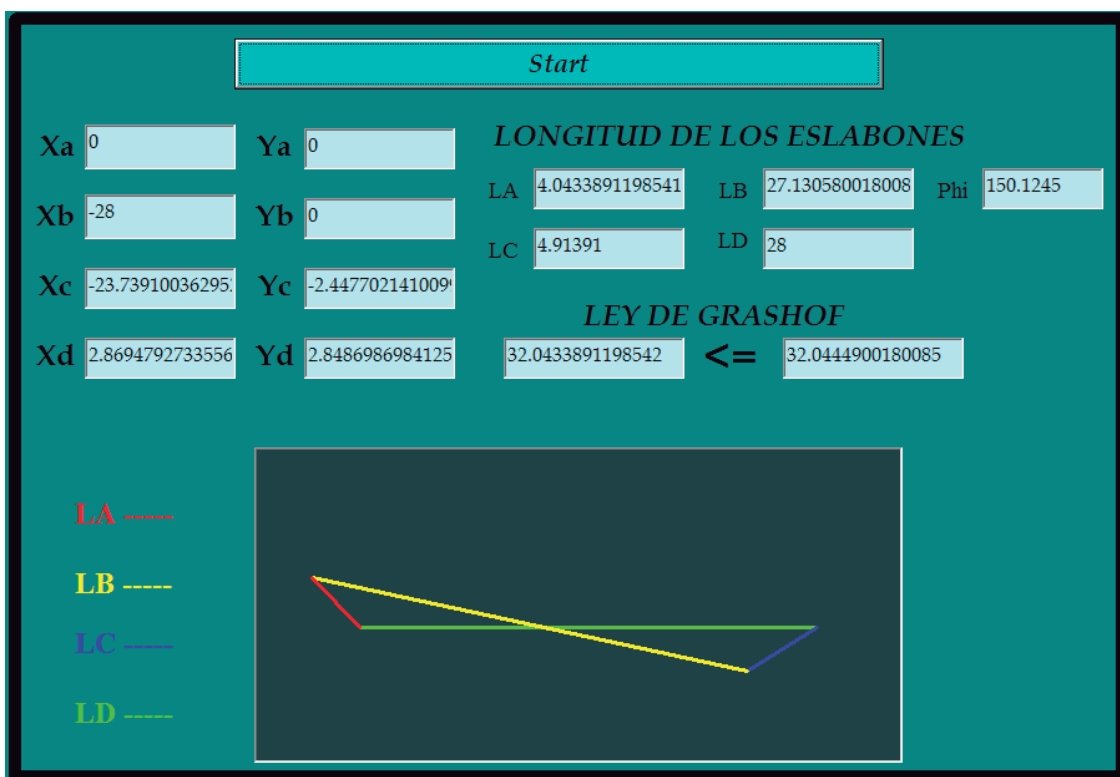 Start
LONGITUD DE LOS ESLABONES
Xa 0 Ya 0
LA 4.0433891198541 LB 27.130580018008 Phi 150.1245
Xb -28 Yb 0
LC 4.91391 LD 28
Xc -23.73910036295 Yc -2.44770214100
LEY DE GRASHOF
Xd 2.8694792733556 Yd 2.8486986984125
32.0433891198542 <= 32.0444900180085
LA -----
LB -----
LC -----
LD -----